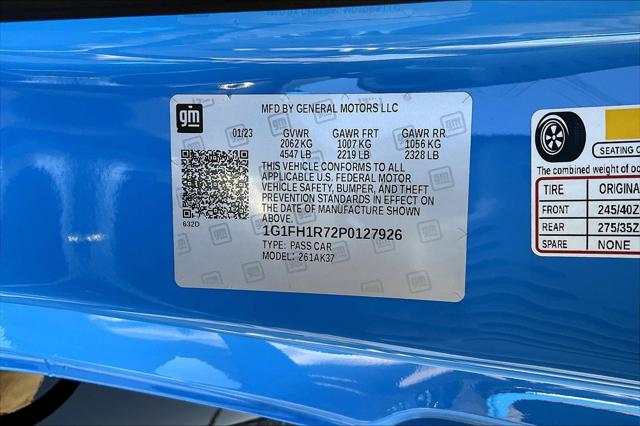 gm
MFD BY GENERAL MOTORS LLC
01/23 GVWR GAWR FRT GAWR RR
2062 KG 1007 KG 1056 KG
4547 LB 2219 LB 2328 LB
THIS VEHICLE CONFORMS TO ALL
APPLICABLE U.S. FEDERAL MOTOR
VEHICLE SAFETY, BUMPER, AND THEFT
PREVENTION STANDARDS IN EFFECT ON
THE DATE OF MANUFACTURE SHOWN
ABOVE.
632D
1G1FH1R72P0127926
TYPE: PASS CAR
MODEL: 261AK37
SEATING C
The combined weight of oc
TIRE ORIGINA
FRONT 245/40Z
REAR 275/35Z
SPARE NONE